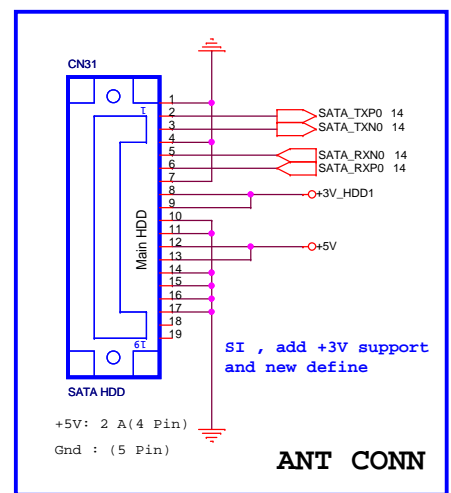 CN31
1
1
2
SATA_TXP0 14
3
SATA_TXN0 14
4
5
SATA_RXN0 14
6
SATA_RXP0 14
7
8
+3V_HDD1
9
10
11
Main HDD
12
+5V
13
14
15
16
17
18
19
19
SI , add +3V support
and new define
SATA HDD
+5V: 2 A(4 Pin)
Gnd : (5 Pin)
ANT CONN